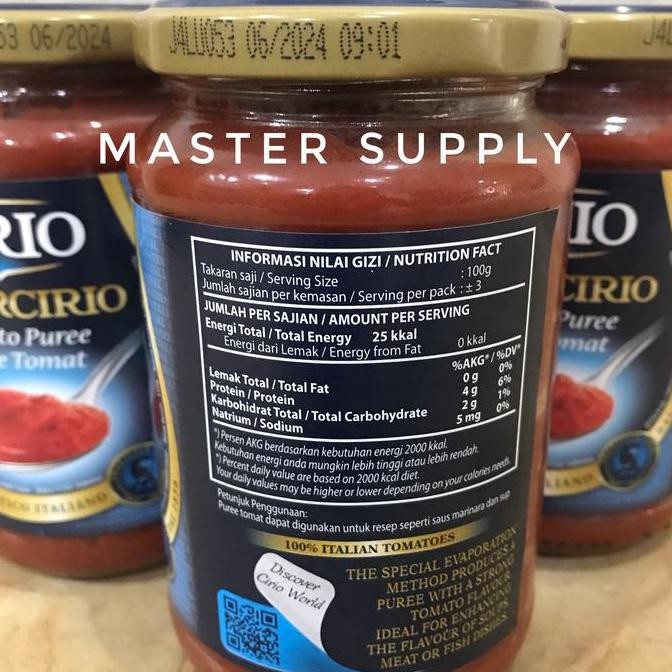 53 06/2024
J4LU053 06/2024 09:01
MASTER SUPPLY
RIO
RCIRIO
to Puree
e Tomat
INFORMASI NILAI GIZI / NUTRITION FACT
Takaran saji / Serving Size : 100g
Jumlah sajian per kemasan / Serving per pack : ± 3
JUMLAH PER SAJIAN / AMOUNT PER SERVING
Energi Total / Total Energy 25 kkal
Energi dari Lemak / Energy from Fat 0 kkal
%AKG*/%DV*
Lemak Total / Total Fat 0 g 0%
Protein / Protein 4 g 6%
Karbohidrat Total / Total Carbohydrate 2 g 1%
Natrium / Sodium 5 mg 0%
*) Persen AKG berdasarkan kebutuhan energi 2000 kkal.
Kebutuhan energi anda mungkin lebih tinggi atau lebih rendah.
*) Percent daily value are based on 2000 kcal diet.
Your daily values may be higher or lower depending on your calories needs.
Petunjuk Penggunaan:
Puree tomat dapat digunakan untuk resep seperti saus marinara dan sup
100% ITALIAN TOMATOES
Discover
Cirio World
THE SPECIAL EVAPORATION
METHOD PRODUCES A
PUREE WITH A STRONG
TOMATO FLAVOUR
IDEAL FOR ENHANCING
THE FLAVOUR OF SOUPS,
MEAT OR FISH DISHES.
IO
CIRIO
Puree
mat